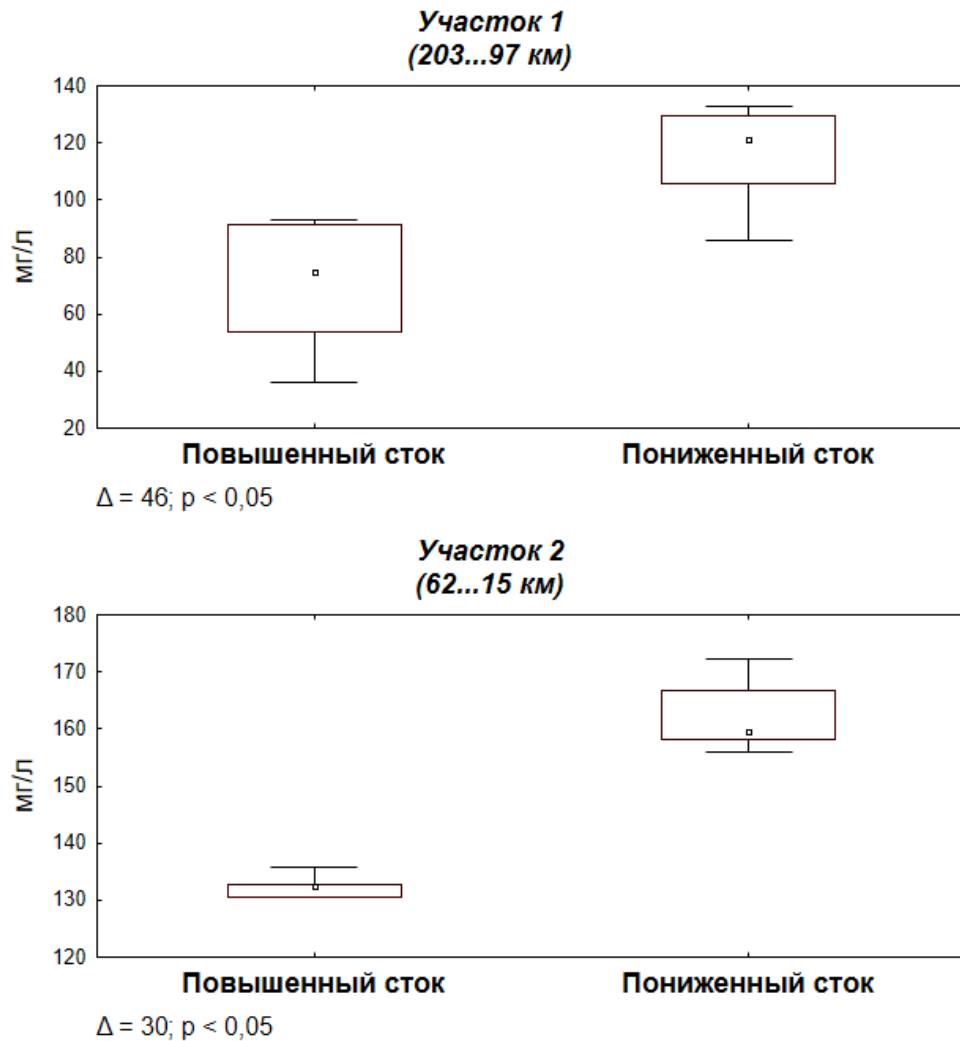 Участок 1
(203...97 км)
140
120
100
80
60
40
20
мг/л
Повышенный сток
Пониженный сток
Δ = 46; p < 0,05
Участок 2
(62...15 км)
180
170
160
150
140
130
120
мг/л
Повышенный сток
Пониженный сток
Δ = 30; p < 0,05